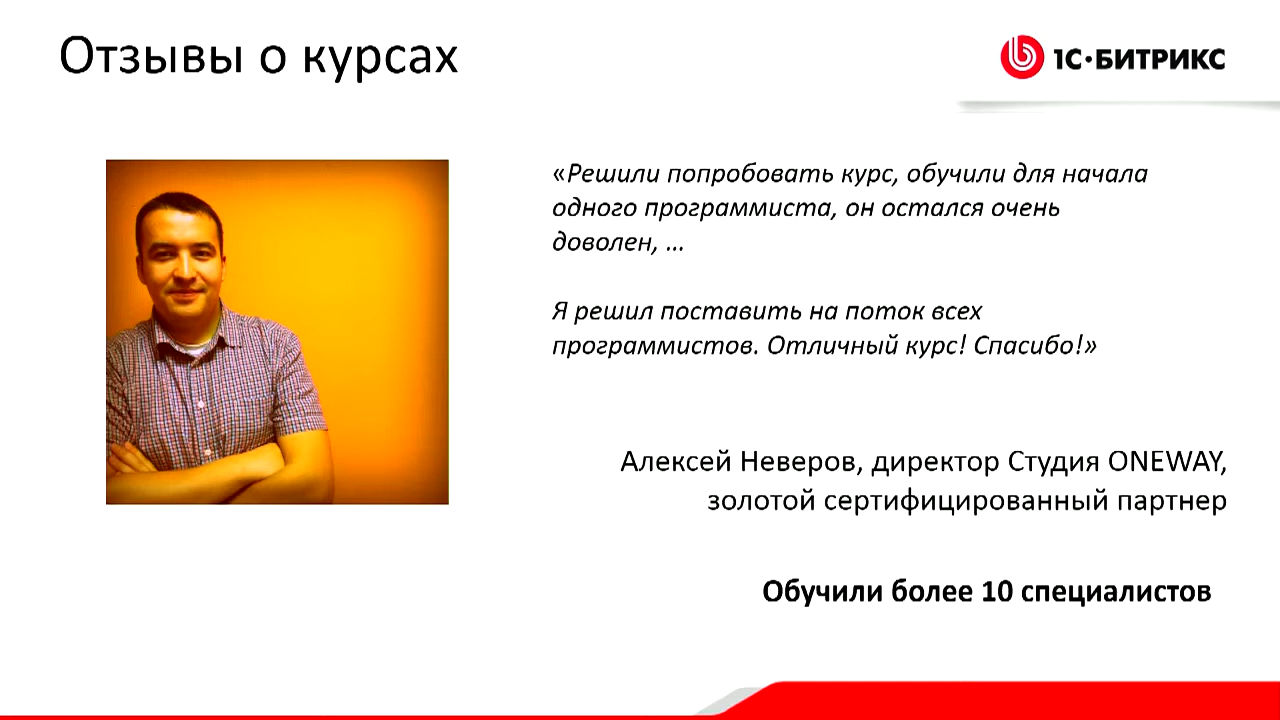 Отзывы о курсах
1С·БИТРИКС
«Решили попробовать курс, обучили для начала
одного программиста, он остался очень
доволен, ...
Я решил поставить на поток всех
программистов. Отличный курс! Спасибо!»
Алексей Неверов, директор Студия ONEWAY,
золотой сертифицированный партнер
Обучили более 10 специалистов